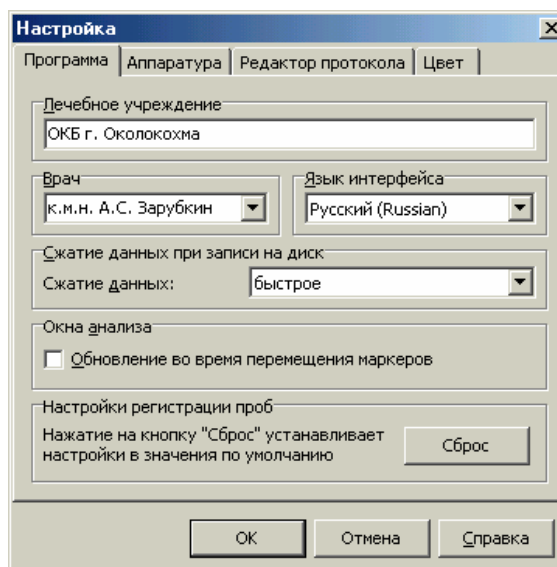 Настройка
Программа Аппаратура Редактор протокола Цвет
Лечебное учреждение
ОКБ г. Околокохма
Врач Язык интерфейса
к.м.н. А.С. Зарубкин Русский (Russian)
Сжатие данных при записи на диск
Сжатие данных: быстрое
Окна анализа
Обновление во время перемещения маркеров
Настройки регистрации проб
Нажатие на кнопку "Сброс" устанавливает
настройки в значения по умолчанию
Сброс
OK Отмена Справка